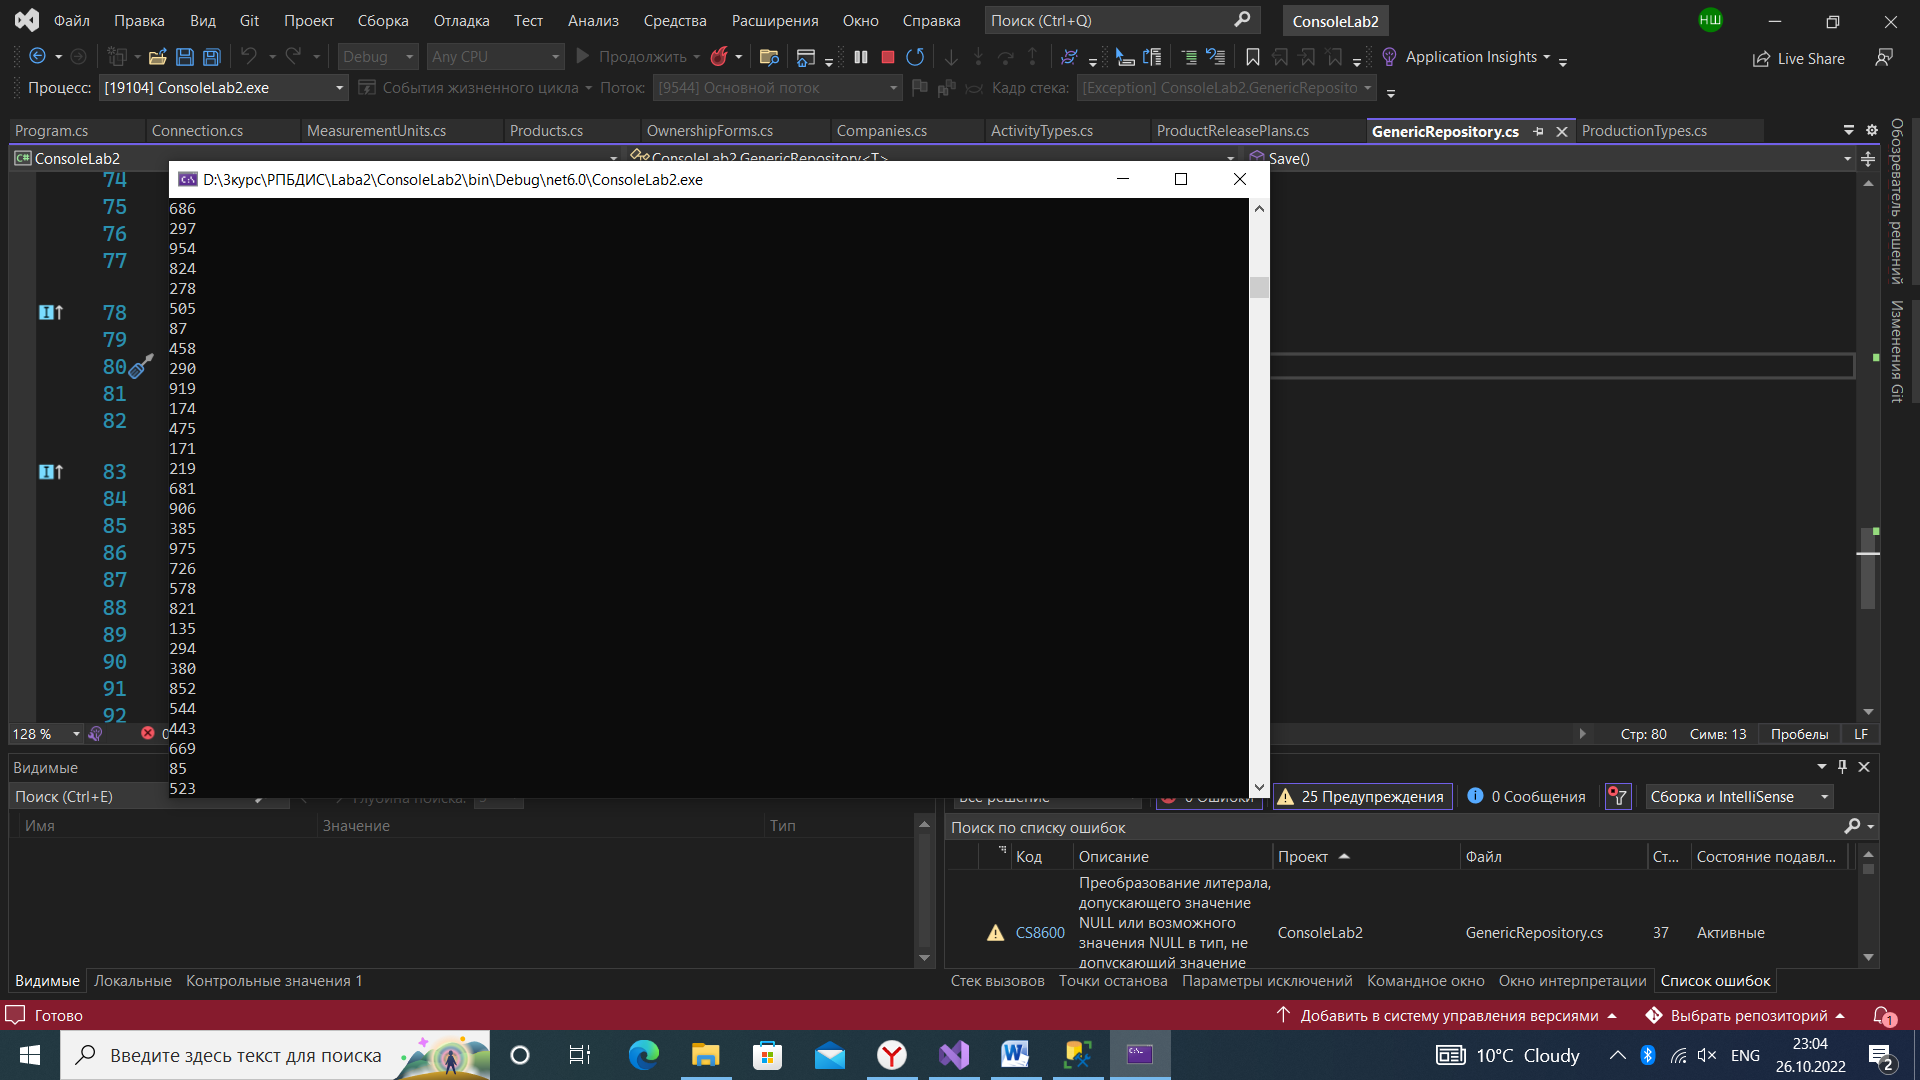 Файл Правка Вид Git Проект Сборка Отладка Тест Анализ Средства Расширения Окно Справка Поиск (Ctrl+Q) ConsoleLab2 НШ
Debug Any CPU Продолжить Application Insights Live Share
Процесс: [19104] ConsoleLab2.exe События жизненного цикла Поток: [9544] Основной поток Кадр стека: [Exception] ConsoleLab2.GenericReposito
Program.cs Connection.cs MeasurementUnits.cs Products.cs OwnershipForms.cs Companies.cs ActivityTypes.cs ProductReleasePlans.cs GenericRepository.cs ProductionTypes.cs
ConsoleLab2 ConsoleLab2.GenericRepository<T> Save()
D:\3курс\РПБДИС\Laba2\ConsoleLab2\bin\Debug\net6.0\ConsoleLab2.exe
74
75
76
77
78
79
80
81
82
83
84
85
86
87
88
89
90
91
92
686
297
954
824
278
505
87
458
290
919
174
475
171
219
681
906
385
975
726
578
821
135
294
380
852
544
443
669
85
523
Обозреватель решений
Изменения Git
128 % Стр: 80 Симв: 13 Пробелы LF
Видимые
Поиск (Ctrl+E) Глубина поиска: 3
Имя Значение Тип
Все решение 0 Ошибки 25 Предупреждения 0 Сообщения Сборка и IntelliSense
Поиск по списку ошибок
Код Описание Проект Файл Ст... Состояние подавл...
Преобразование литерала,
допускающего значение
NULL или возможного
CS8600 значения NULL в тип, не ConsoleLab2 GenericRepository.cs 37 Активные
допускающий значение
Видимые Локальные Контрольные значения 1
Стек вызовов Точки останова Параметры исключений Командное окно Окно интерпретации Список ошибок
Готово Добавить в систему управления версиями Выбрать репозиторий 1
Введите здесь текст для поиска 10°C Cloudy ENG 23:04
26.10.2022 2